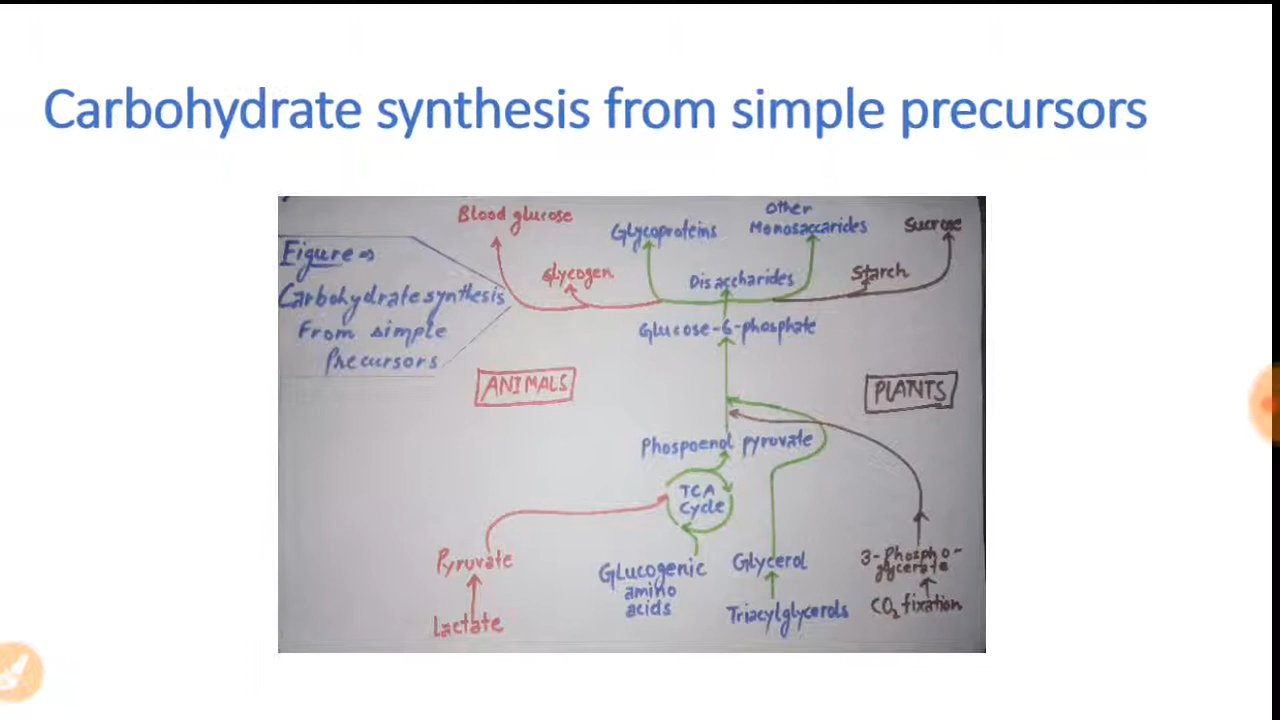 Carbohydrate synthesis from simple precursors
Blood glucose
Glycoproteins
Other
Monosaccarides
Sucrose
Figure ⇒
Carbohydrate synthesis
From simple
Precursors
Glycogen
Disaccharides
Starch
Glucose-6-phosphate
ANIMALS
PLANTS
Phospoenol pyruvate
TCA
Cycle
Pyruvate
Lactate
Glucogenic
amino
acids
Glycerol
Triacylglycerols
3-Phospho-
glycerate
CO₂ fixation